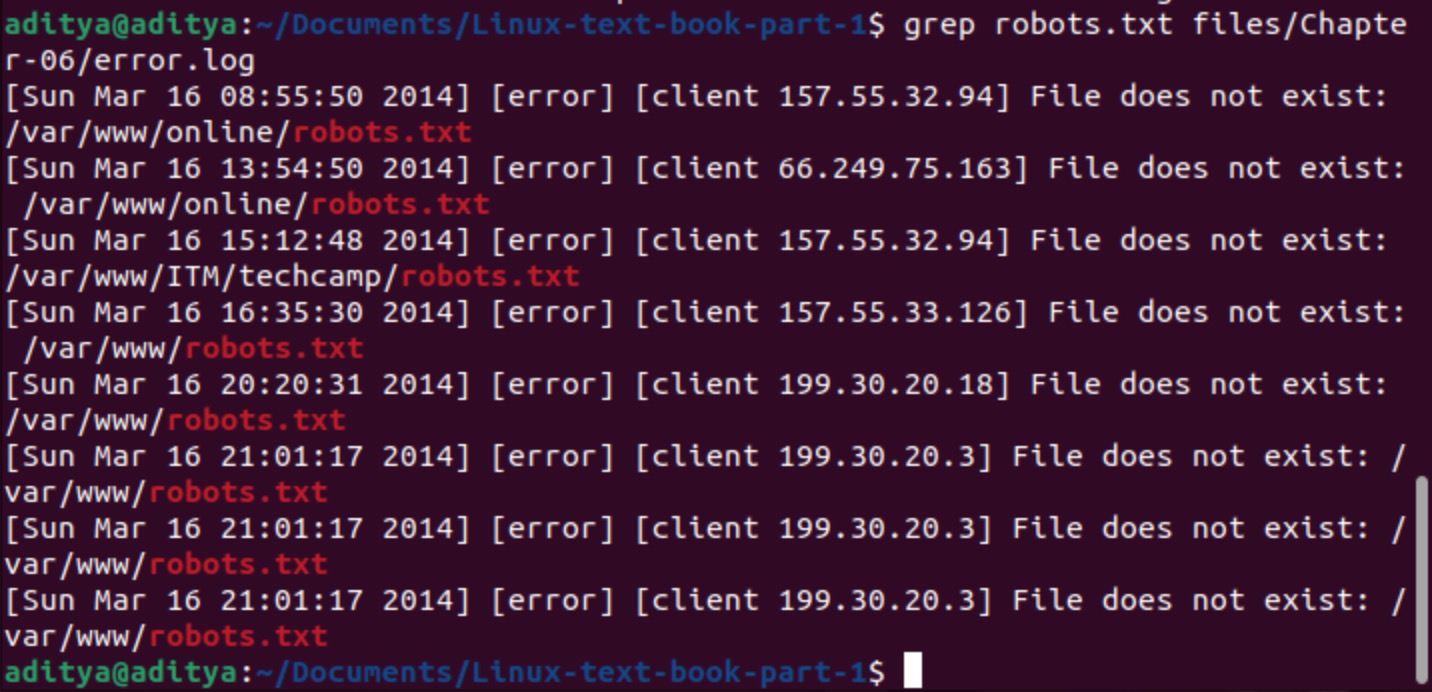 aditya@aditya:~/Documents/Linux-text-book-part-1$ grep robots.txt files/Chapte
r-06/error.log
[Sun Mar 16 08:55:50 2014] [error] [client 157.55.32.94] File does not exist:
/var/www/online/robots.txt
[Sun Mar 16 13:54:50 2014] [error] [client 66.249.75.163] File does not exist:
 /var/www/online/robots.txt
[Sun Mar 16 15:12:48 2014] [error] [client 157.55.32.94] File does not exist:
/var/www/ITM/techcamp/robots.txt
[Sun Mar 16 16:35:30 2014] [error] [client 157.55.33.126] File does not exist:
 /var/www/robots.txt
[Sun Mar 16 20:20:31 2014] [error] [client 199.30.20.18] File does not exist:
/var/www/robots.txt
[Sun Mar 16 21:01:17 2014] [error] [client 199.30.20.3] File does not exist: /
var/www/robots.txt
[Sun Mar 16 21:01:17 2014] [error] [client 199.30.20.3] File does not exist: /
var/www/robots.txt
[Sun Mar 16 21:01:17 2014] [error] [client 199.30.20.3] File does not exist: /
var/www/robots.txt
aditya@aditya:~/Documents/Linux-text-book-part-1$